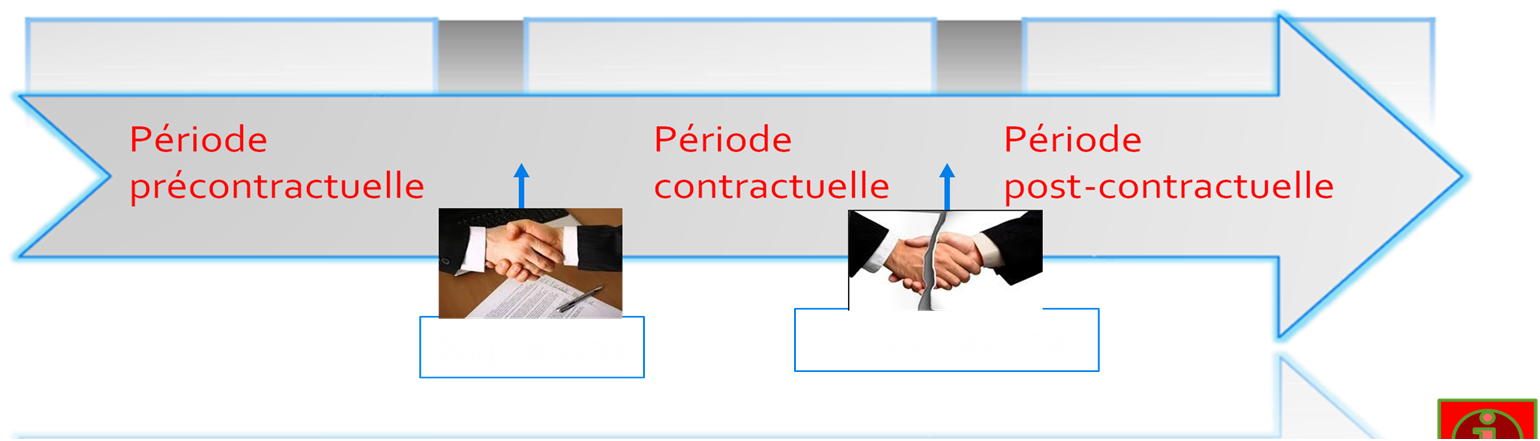 Période
précontractuelle
Période
contractuelle
Période
post-contractuelle